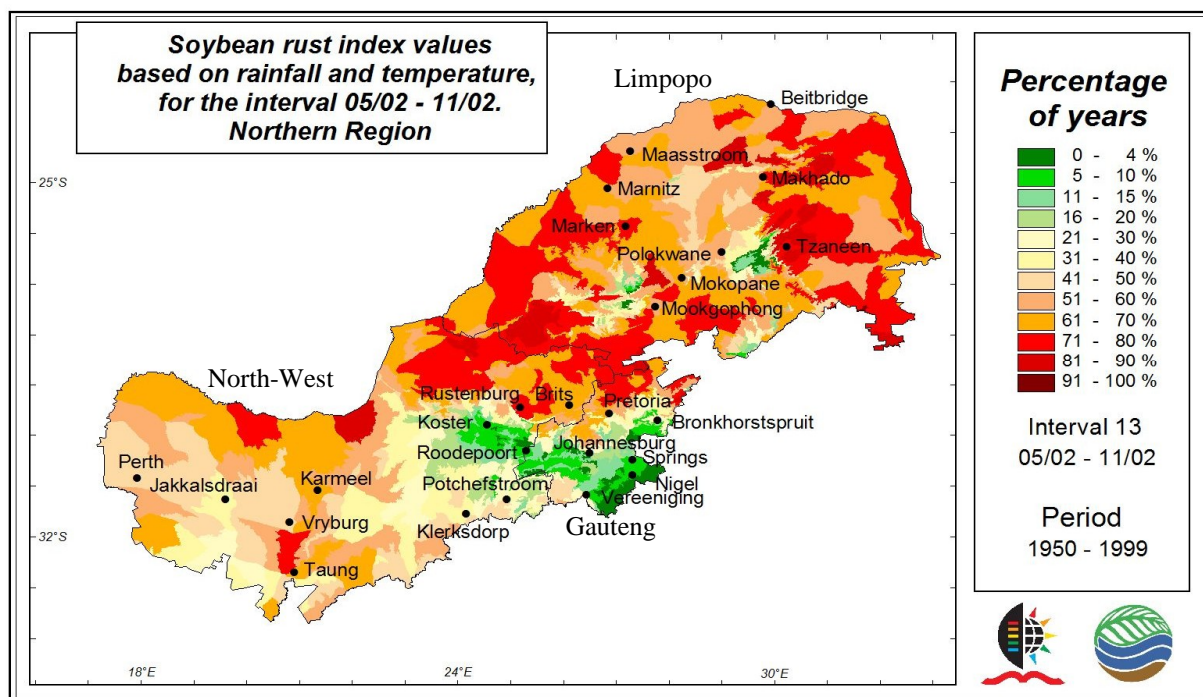 Soybean rust index values
based on rainfall and temperature,
for the interval 05/02 - 11/02.
Northern Region
Limpopo
Beitbridge
Maasstroom
25°S
Marnitz
Makhado
Marken
Polokwane
Tzaneen
Mokopane
Mookgophong
North-West
Rustenburg
Brits
Pretoria
Koster
Bronkhorstspruit
Johannesburg
Roodepoort
Springs
Perth
Karmeel
Jakkalsdraai
Potchefstroom
Nigel
Vereeniging
Vryburg
Klerksdorp
Gauteng
32°S
Taung
18°E
24°E
30°E
Percentage
of years
0 - 4 %
5 - 10 %
11 - 15 %
16 - 20 %
21 - 30 %
31 - 40 %
41 - 50 %
51 - 60 %
61 - 70 %
71 - 80 %
81 - 90 %
91 - 100 %
Interval 13
05/02 - 11/02
Period
1950 - 1999